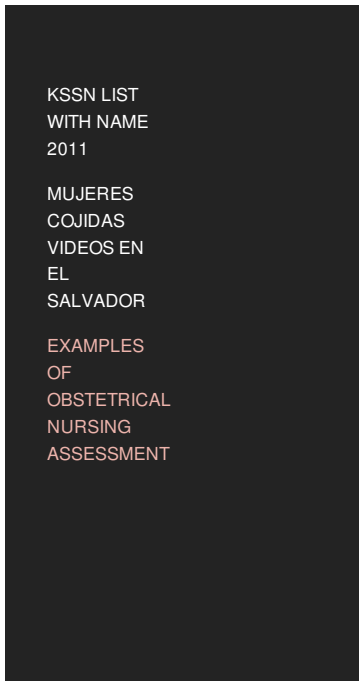 KSSN LIST
WITH NAME
2011
MUJERES
COJIDAS
VIDEOS EN
EL
SALVADOR
EXAMPLES
OF
OBSTETRICAL
NURSING
ASSESSMENT